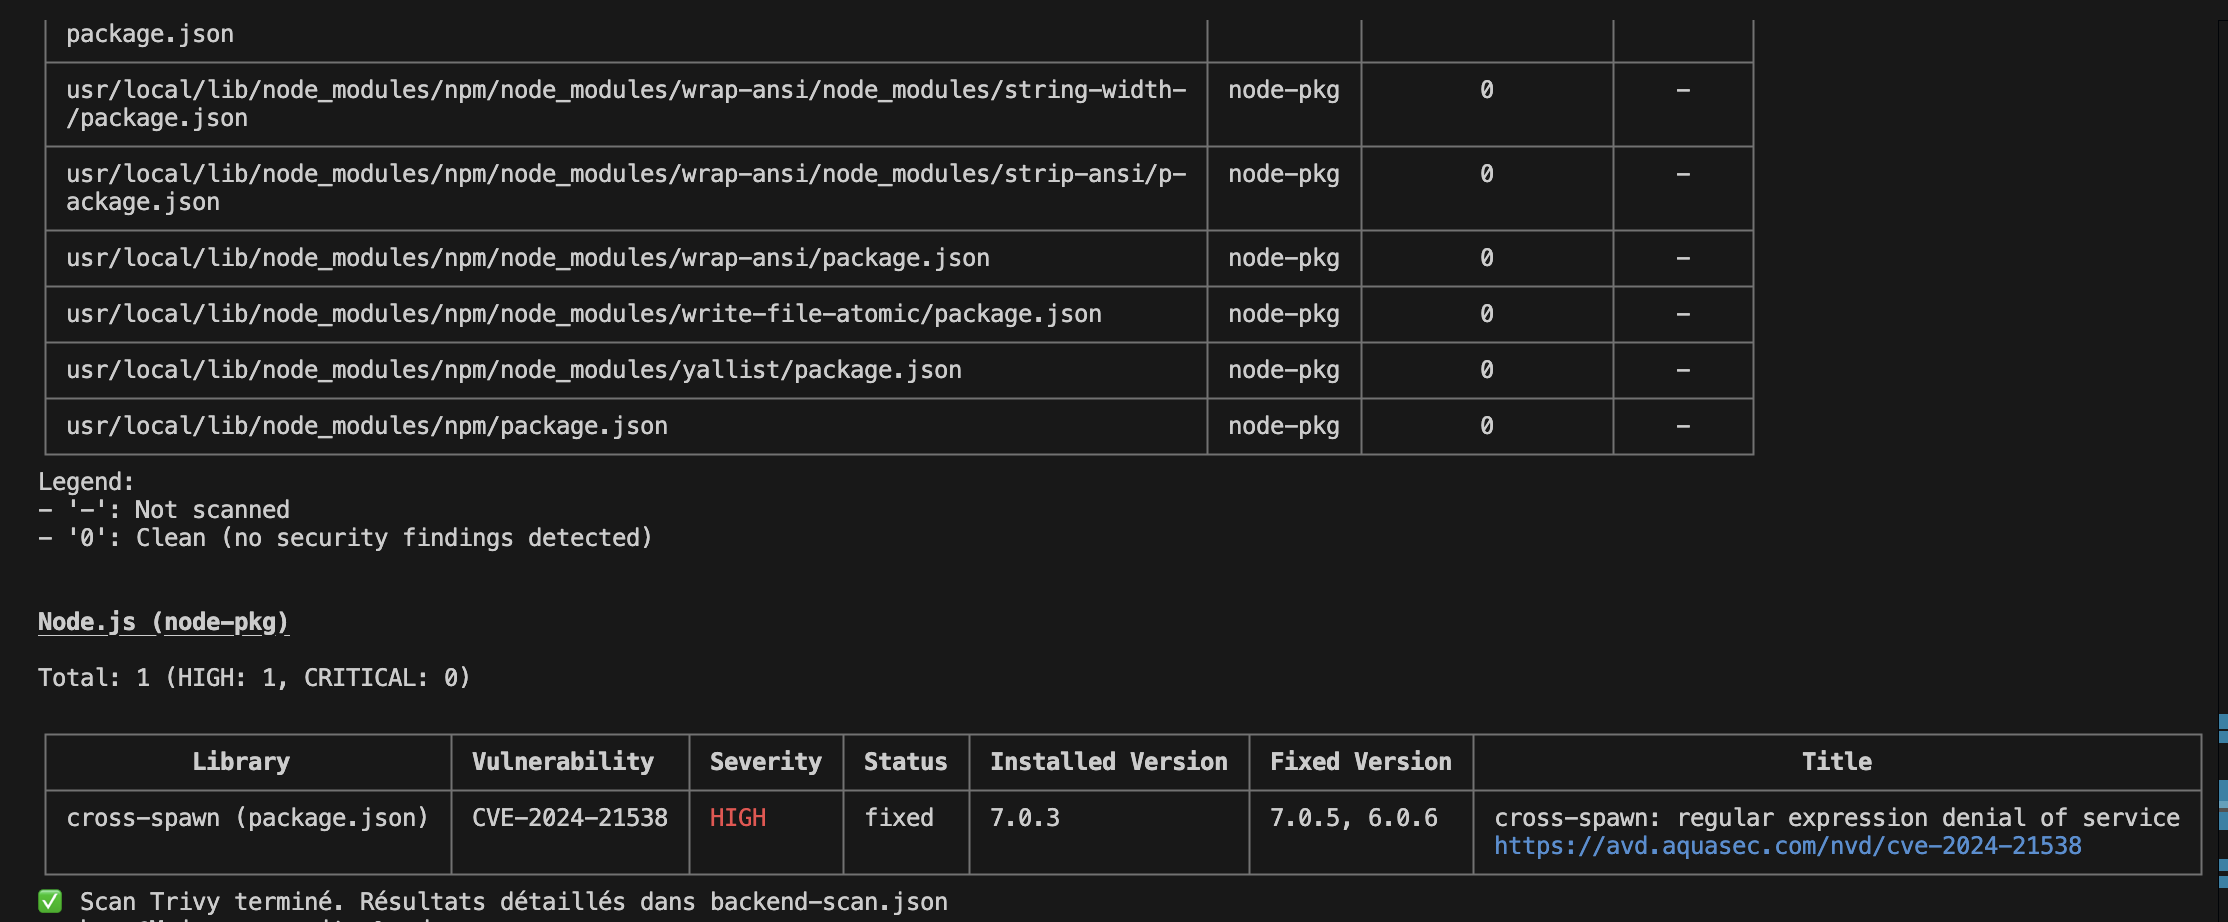 package.json
usr/local/lib/node_modules/npm/node_modules/wrap-ansi/node_modules/string-width- node-pkg 0 -
/package.json
usr/local/lib/node_modules/npm/node_modules/wrap-ansi/node_modules/strip-ansi/p- node-pkg 0 -
ackage.json
usr/local/lib/node_modules/npm/node_modules/wrap-ansi/package.json node-pkg 0 -
usr/local/lib/node_modules/npm/node_modules/write-file-atomic/package.json node-pkg 0 -
usr/local/lib/node_modules/npm/node_modules/yallist/package.json node-pkg 0 -
usr/local/lib/node_modules/npm/package.json node-pkg 0 -
Legend:
- '-': Not scanned
- '0': Clean (no security findings detected)
Node.js (node-pkg)
Total: 1 (HIGH: 1, CRITICAL: 0)
Library Vulnerability Severity Status Installed Version Fixed Version Title
cross-spawn (package.json) CVE-2024-21538 HIGH fixed 7.0.3 7.0.5, 6.0.6 cross-spawn: regular expression denial of service
https://avd.aquasec.com/nvd/cve-2024-21538
✅ Scan Trivy terminé. Résultats détaillés dans backend-scan.json